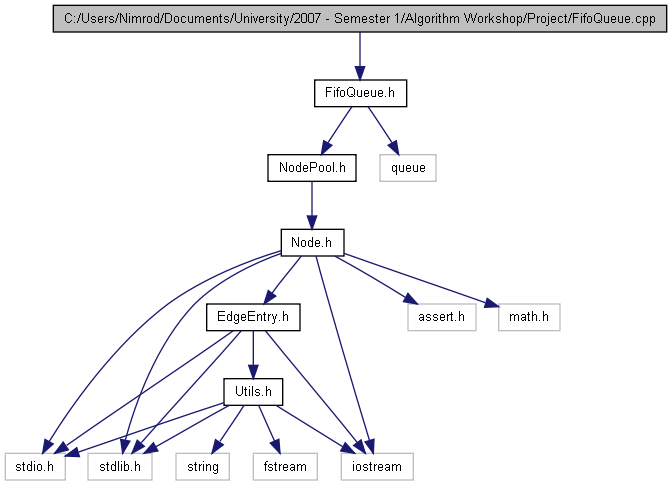 C:/Users/Nimrod/Documents/University/2007 - Semester 1/Algorithm Workshop/Project/FifoQueue.cpp
FifoQueue.h
NodePool.h
queue
Node.h
EdgeEntry.h
assert.h
math.h
Utils.h
stdio.h
stdlib.h
string
fstream
iostream